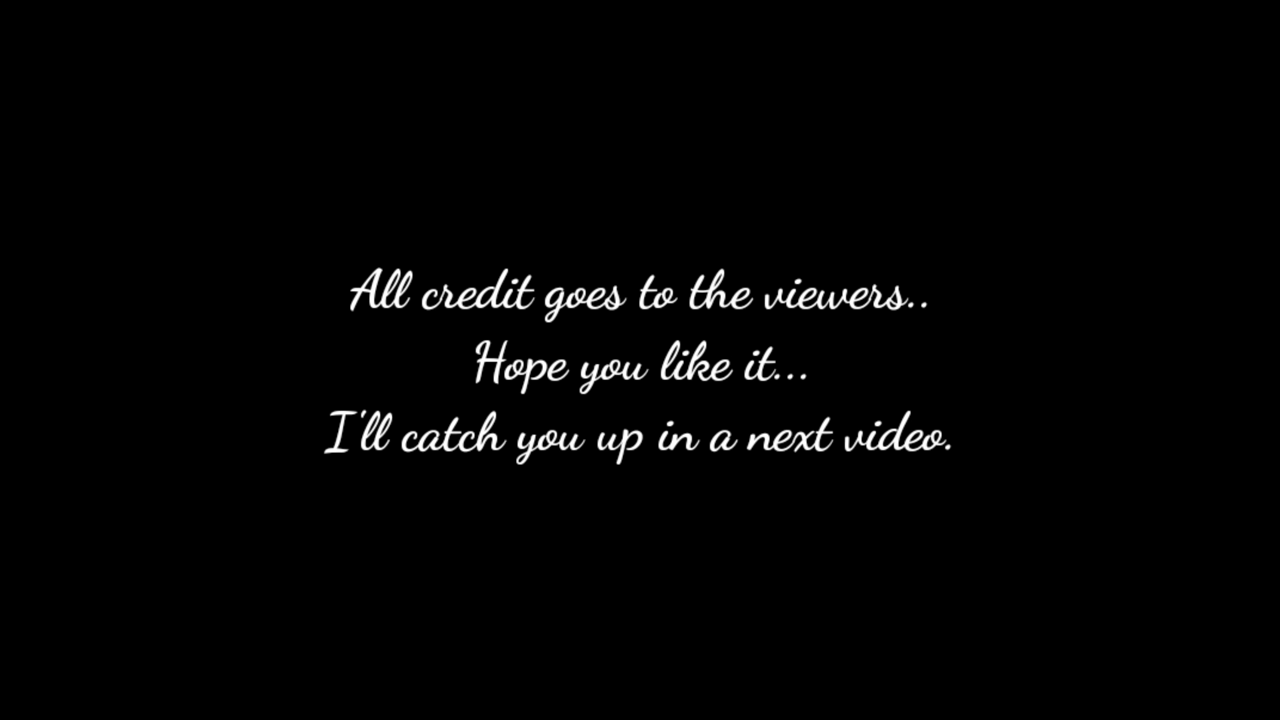 All credit goes to the viewers..
Hope you like it...
I'll catch you up in a next video.